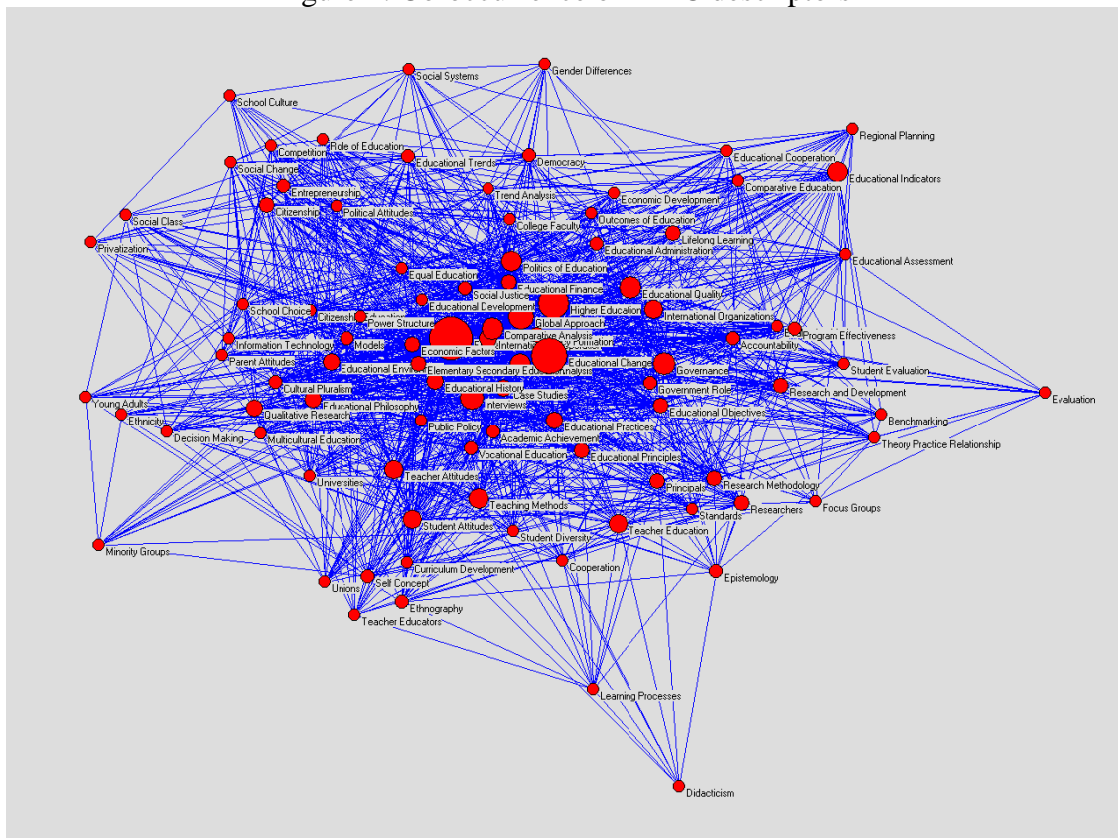 Social Systems
Gender Differences
School Culture
Regional Planning
Role of Education
Competition
Educational Trends
Democracy
Educational Cooperation
Social Change
Educational Indicators
Comparative Education
Entrepreneurship
Trend Analysis
Economic Development
Citizenship
Political Attitudes
Social Class
College Faculty
Outcomes of Education
Lifelong Learning
Privatization
Educational Administration
Educational Assessment
Politics of Education
Equal Education
Educational Finance
Social Justice
Educational Quality
Educational Development
School Choice
Higher Education
Citizenship Education
International Organizations
Power Structure
Global Approach
Program Effectiveness
Comparative Analysis
Information Technology
Models
Accountability
Economic Factors
Parent Attitudes
Educational Change
Educational
Elementary Secondary Education
Governance
Student Evaluation
Cultural Pluralism
Educational History
Government Role
Research and Development
Case Studies
Evaluation
Young Adults
Interviews
Educational Philosophy
Educational Objectives
Qualitative Research
Ethnicity
Benchmarking
Public Policy
Educational Practices
Decision Making
Multicultural Education
Academic Achievement
Theory Practice Relationship
Vocational Education
Educational Principles
Universities
Teacher Attitudes
Principals
Research Methodology
Teaching Methods
Focus Groups
Standards
Researchers
Student Attitudes
Teacher Education
Student Diversity
Minority Groups
Curriculum Development
Cooperation
Epistemology
Unions
Self Concept
Ethnography
Teacher Educators
Learning Processes
Didacticism